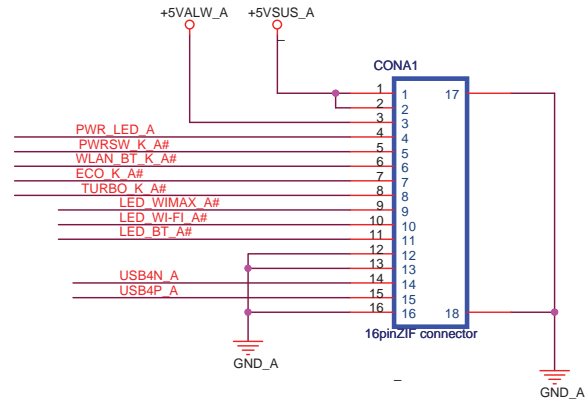 +5VALW_A +5VSUS_A
CONA1
1 1 17
2 2
3 3
PWR_LED_A 4 4
PWRSW_K_A# 5 5
WLAN_BT_K_A# 6 6
ECO_K_A# 7 7
TURBO_K_A# 8 8
LED_WIMAX_A# 9 9
LED_WI-FI_A# 10 10
LED_BT_A# 11 11
12 12
13 13
USB4N_A 14 14
USB4P_A 15 15
16 16 18
16pinZIF connector
GND_A
GND_A